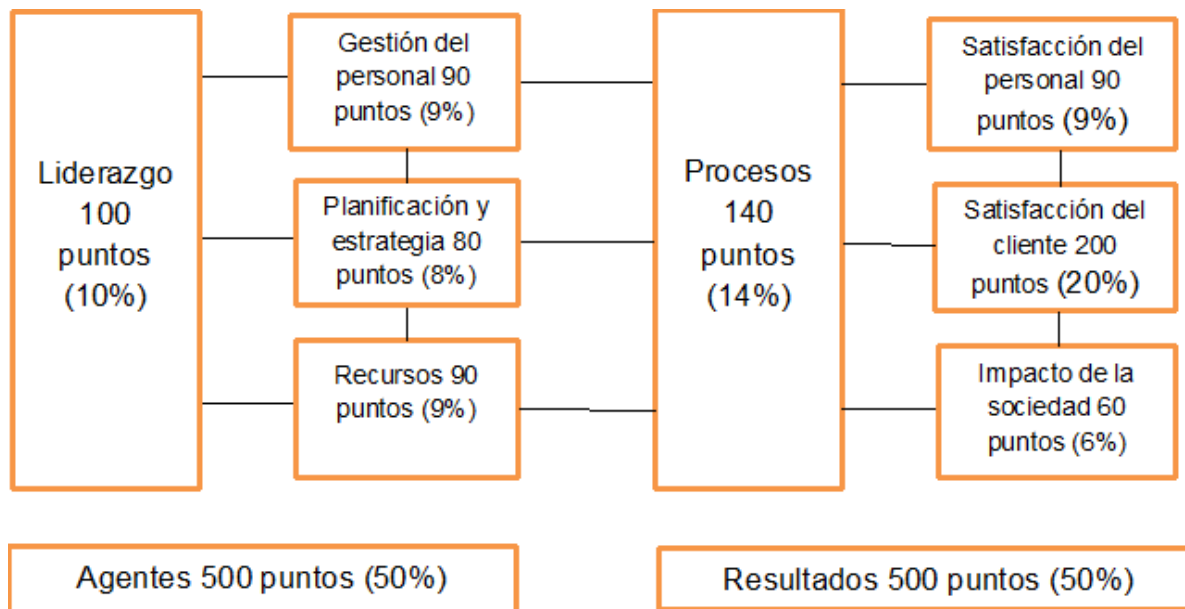 Liderazgo
100
puntos
(10%)
Gestión del
personal 90
puntos (9%)
Planificación y
estrategia 80
puntos (8%)
Recursos 90
puntos (9%)
Procesos
140
puntos
(14%)
Satisfacción del
personal 90
puntos (9%)
Satisfacción del
cliente 200
puntos (20%)
Impacto de la
sociedad 60
puntos (6%)
Agentes 500 puntos (50%)
Resultados 500 puntos (50%)